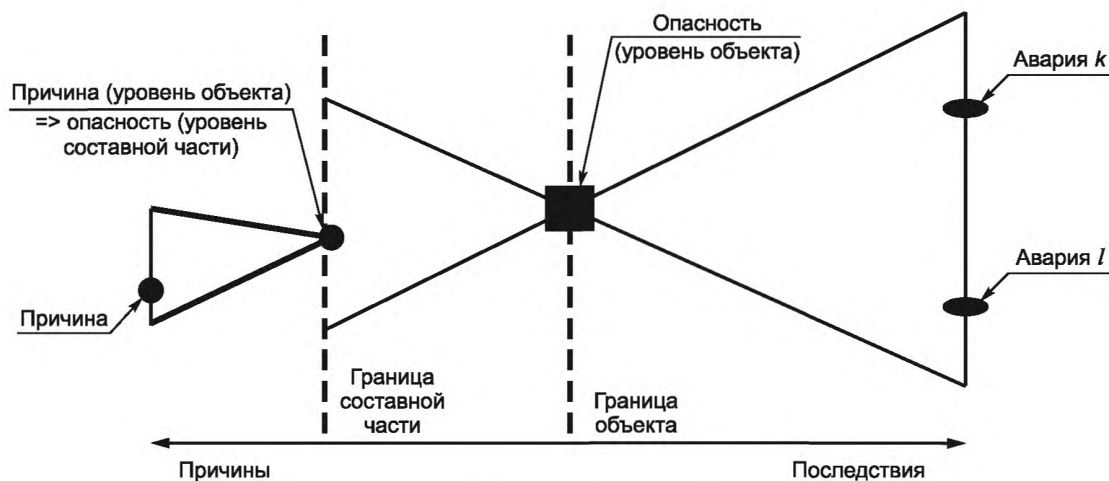 Опасность
(уровень объекта)
Авария k
Причина (уровень объекта)
=> опасность (уровень
составной части)
Авария l
Причина
Граница
составной
части
Граница
объекта
Причины
Последствия